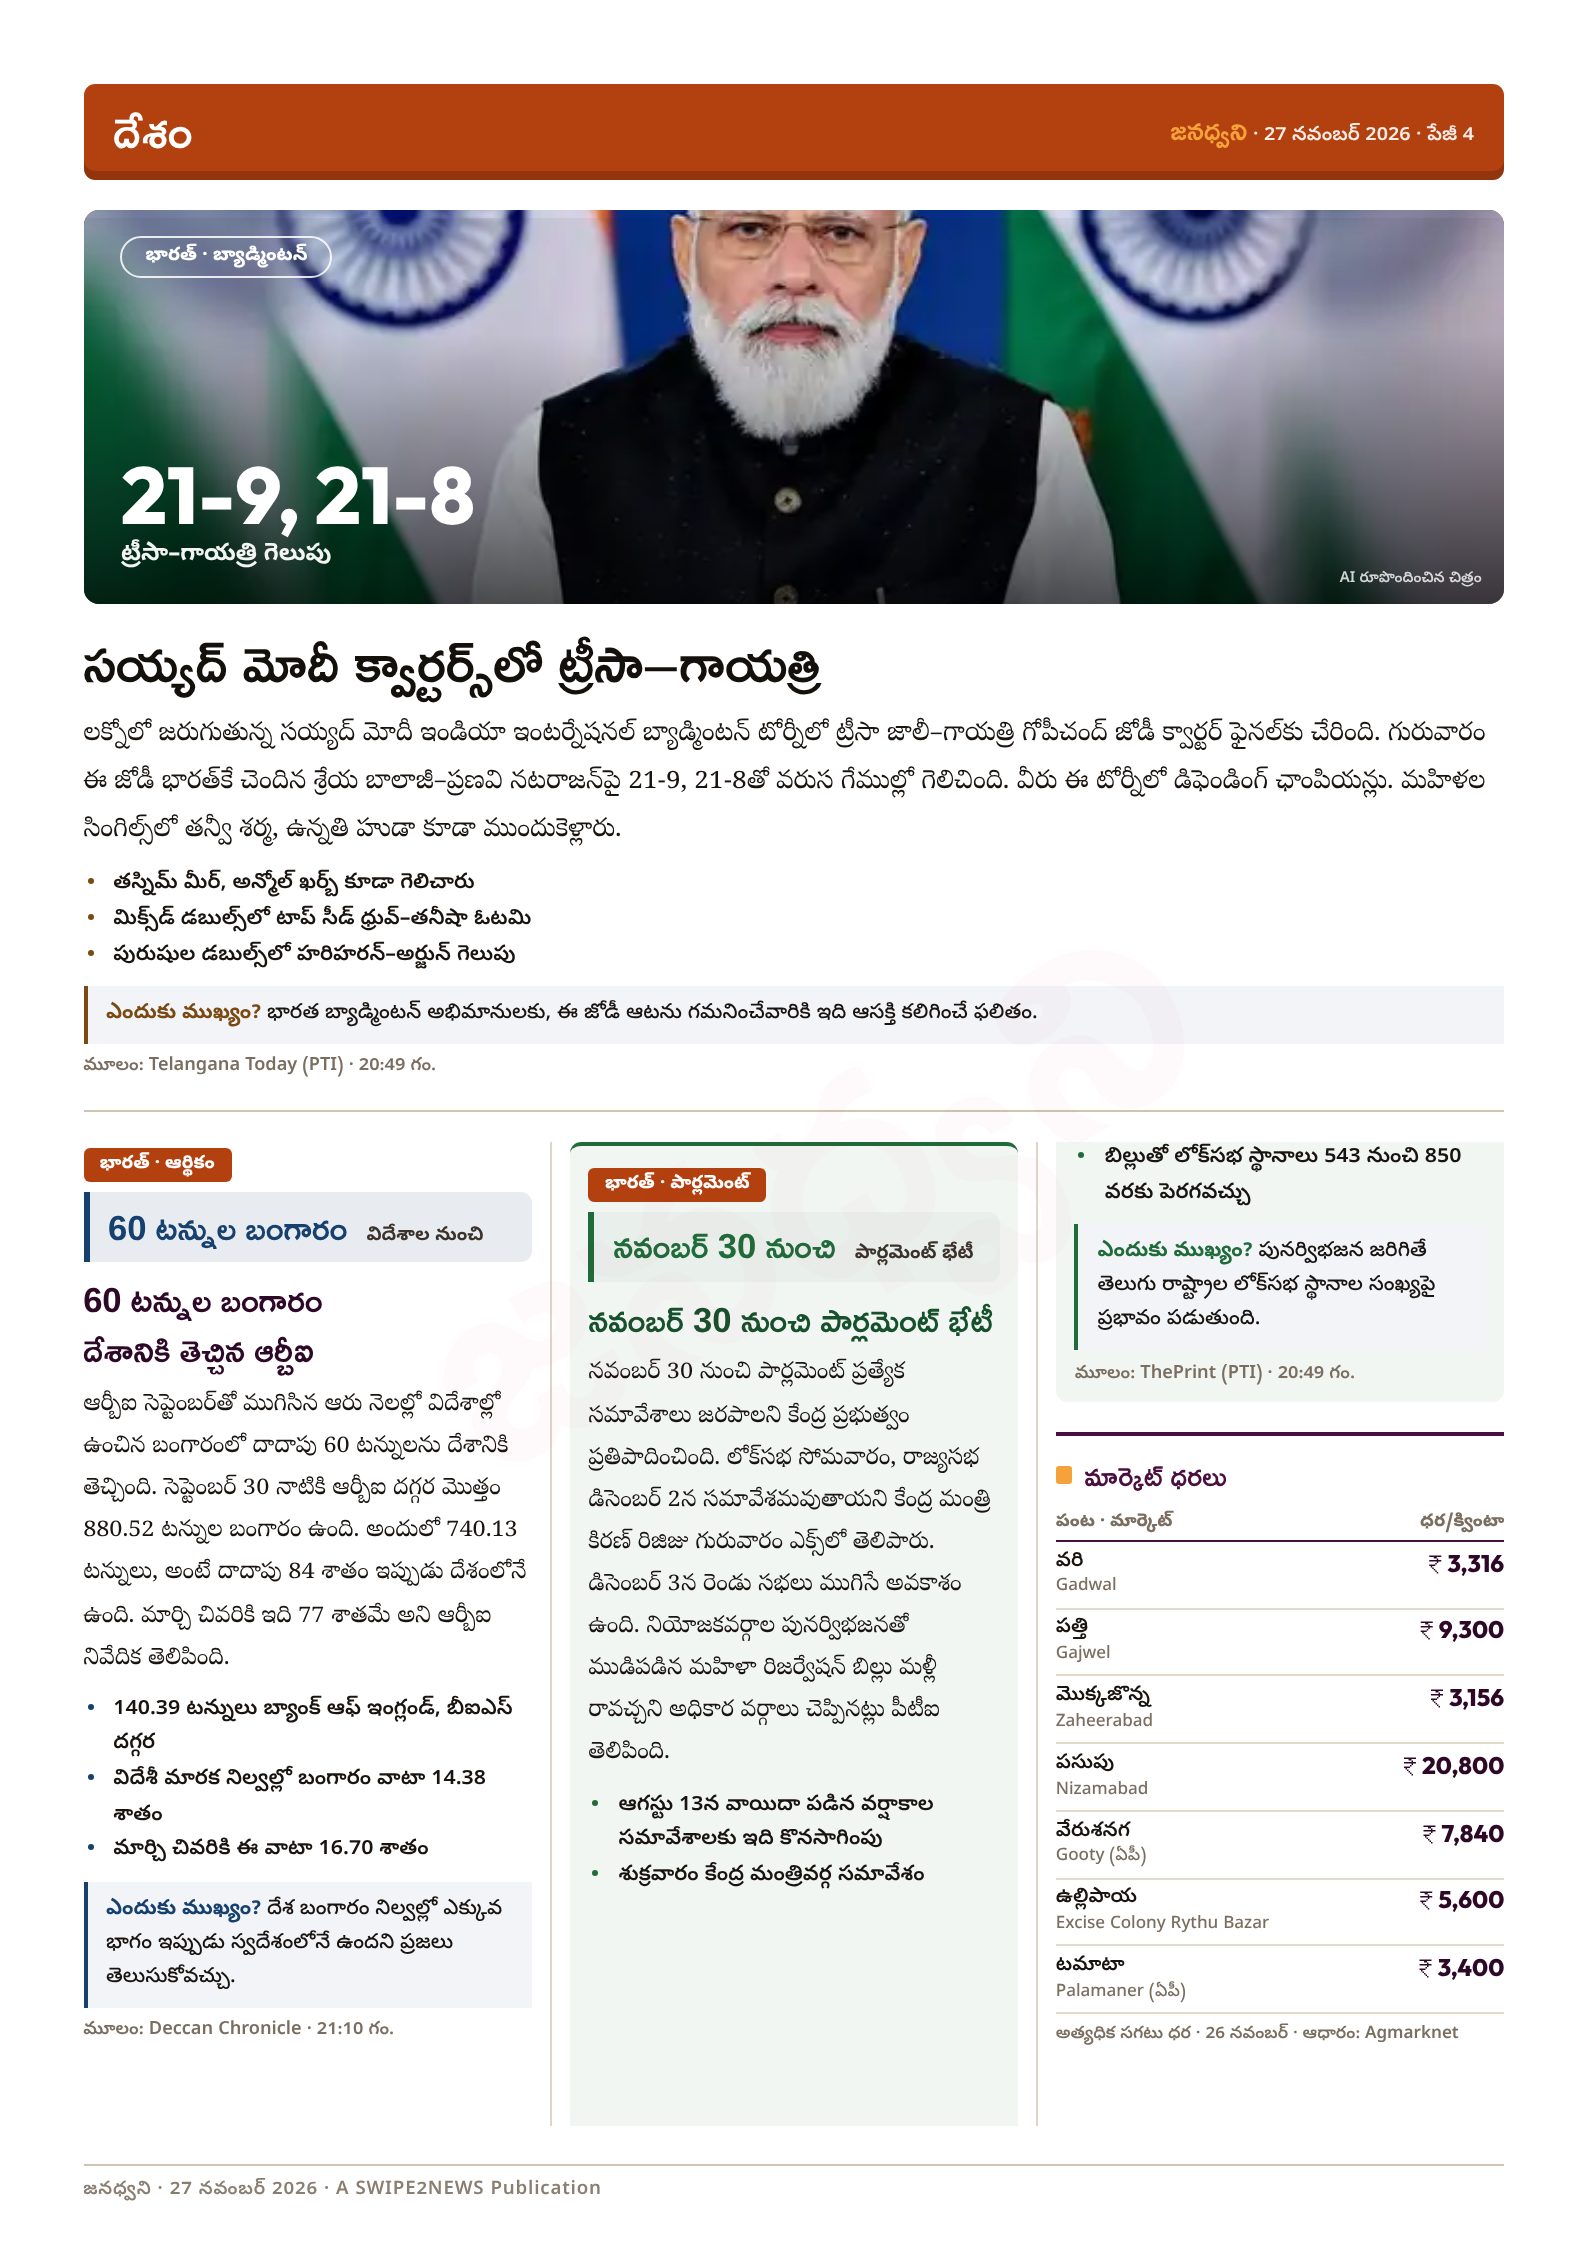 దేశం
జనధ్వని · 27 నవంబర్ 2026 · పేజీ 4
భారత్ · బ్యాడ్మింటన్
21-9, 21-8
ట్రీసా–గాయత్రి గెలుపు
AI రూపొందించిన చిత్రం
సయ్యద్ మోదీ క్వార్టర్స్‌లో ట్రీసా–గాయత్రి
లక్నోలో జరుగుతున్న సయ్యద్ మోదీ ఇండియా ఇంటర్నేషనల్ బ్యాడ్మింటన్ టోర్నీలో ట్రీసా జాలీ–గాయత్రి గోపీచంద్ జోడీ క్వార్టర్ ఫైనల్‌కు చేరింది. గురువారం
ఈ జోడీ భారత్‌కే చెందిన శ్రేయ బాలాజీ–ప్రణవి నటరాజన్‌పై 21-9, 21-8తో వరుస గేముల్లో గెలిచింది. వీరు ఈ టోర్నీలో డిఫెండింగ్ ఛాంపియన్లు. మహిళల
సింగిల్స్‌లో తన్వీ శర్మ, ఉన్నతి హుడా కూడా ముందుకెళ్లారు.
• తస్నిమ్ మీర్, అన్మోల్ ఖర్బ్ కూడా గెలిచారు
• మిక్స్‌డ్ డబుల్స్‌లో టాప్ సీడ్ ధ్రువ్–తనీషా ఓటమి
• పురుషుల డబుల్స్‌లో హరిహరన్–అర్జున్ గెలుపు
ఎందుకు ముఖ్యం? భారత బ్యాడ్మింటన్ అభిమానులకు, ఈ జోడీ ఆటను గమనించేవారికి ఇది ఆసక్తి కలిగించే ఫలితం.
మూలం: Telangana Today (PTI) · 20:49 గం.
భారత్ · ఆర్థికం
60 టన్నుల బంగారం విదేశాల నుంచి
60 టన్నుల బంగారం
దేశానికి తెచ్చిన ఆర్బీఐ
ఆర్బీఐ సెప్టెంబర్‌తో ముగిసిన ఆరు నెలల్లో విదేశాల్లో
ఉంచిన బంగారంలో దాదాపు 60 టన్నులను దేశానికి
తెచ్చింది. సెప్టెంబర్ 30 నాటికి ఆర్బీఐ దగ్గర మొత్తం
880.52 టన్నుల బంగారం ఉంది. అందులో 740.13
టన్నులు, అంటే దాదాపు 84 శాతం ఇప్పుడు దేశంలోనే
ఉంది. మార్చి చివరికి ఇది 77 శాతమే అని ఆర్బీఐ
నివేదిక తెలిపింది.
• 140.39 టన్నులు బ్యాంక్ ఆఫ్ ఇంగ్లండ్, బీఐఎస్
దగ్గర
• విదేశీ మారక నిల్వల్లో బంగారం వాటా 14.38
శాతం
• మార్చి చివరికి ఈ వాటా 16.70 శాతం
ఎందుకు ముఖ్యం? దేశ బంగారం నిల్వల్లో ఎక్కువ
భాగం ఇప్పుడు స్వదేశంలోనే ఉందని ప్రజలు
తెలుసుకోవచ్చు.
మూలం: Deccan Chronicle · 21:10 గం.
భారత్ · పార్లమెంట్
నవంబర్ 30 నుంచి పార్లమెంట్ భేటీ
నవంబర్ 30 నుంచి పార్లమెంట్ భేటీ
నవంబర్ 30 నుంచి పార్లమెంట్ ప్రత్యేక
సమావేశాలు జరపాలని కేంద్ర ప్రభుత్వం
ప్రతిపాదించింది. లోక్‌సభ సోమవారం, రాజ్యసభ
డిసెంబర్ 2న సమావేశమవుతాయని కేంద్ర మంత్రి
కిరణ్ రిజిజు గురువారం ఎక్స్‌లో తెలిపారు.
డిసెంబర్ 3న రెండు సభలు ముగిసే అవకాశం
ఉంది. నియోజకవర్గాల పునర్విభజనతో
ముడిపడిన మహిళా రిజర్వేషన్ బిల్లు మళ్లీ
రావచ్చని అధికార వర్గాలు చెప్పినట్లు పీటీఐ
తెలిపింది.
• ఆగస్టు 13న వాయిదా పడిన వర్షాకాల
సమావేశాలకు ఇది కొనసాగింపు
• శుక్రవారం కేంద్ర మంత్రివర్గ సమావేశం
• బిల్లుతో లోక్‌సభ స్థానాలు 543 నుంచి 850
వరకు పెరగవచ్చు
ఎందుకు ముఖ్యం? పునర్విభజన జరిగితే
తెలుగు రాష్ట్రాల లోక్‌సభ స్థానాల సంఖ్యపై
ప్రభావం పడుతుంది.
మూలం: ThePrint (PTI) · 20:49 గం.
మార్కెట్ ధరలు
పంట · మార్కెట్ ధర/క్వింటా
వరి ₹ 3,316
Gadwal
పత్తి ₹ 9,300
Gajwel
మొక్కజొన్న ₹ 3,156
Zaheerabad
పసుపు ₹ 20,800
Nizamabad
వేరుశనగ ₹ 7,840
Gooty (ఏపీ)
ఉల్లిపాయ ₹ 5,600
Excise Colony Rythu Bazar
టమాటా ₹ 3,400
Palamaner (ఏపీ)
అత్యధిక సగటు ధర · 26 నవంబర్ · ఆధారం: Agmarknet
జనధ్వని
జనధ్వని · 27 నవంబర్ 2026 · A SWIPE2NEWS Publication